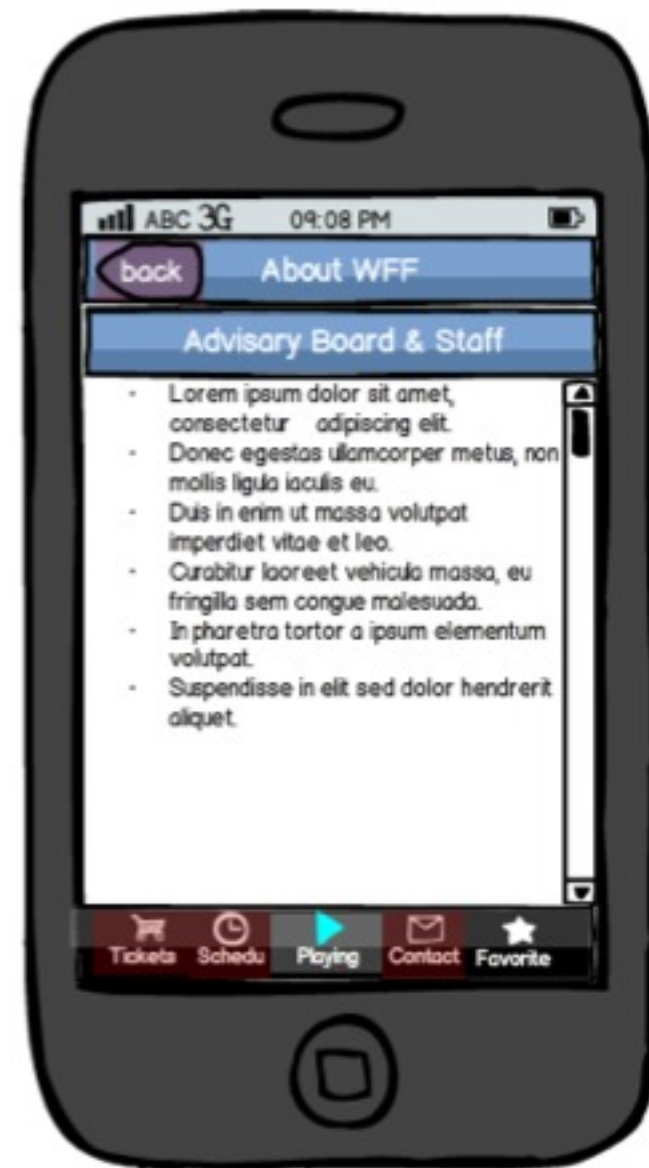 ABC 3G 09:08 PM
back About WFF
Advisary Board & Staff
- Lorem ipsum dolor sit amet,
consectetur adipiscing elit.
- Donec egestas ullamcorper metus, non
mollis ligula iaculis eu.
- Duis in enim ut massa volutpat
imperdiet vitae et leo.
- Curabitur laoreet vehicula massa, eu
fringilla sem congue malesuada.
- In pharetra tortor a ipsum elementum
volutpat.
- Suspendisse in elit sed dolor hendrerit
aliquet.
Tickets Schedu Playing Contact Favorite